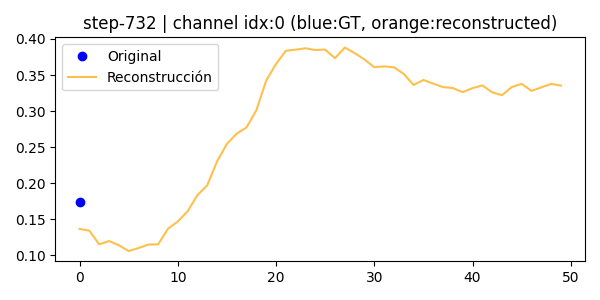 step-732 | channel idx:0 (blue:GT, orange:reconstructed)
Original
Reconstrucción
0.40
0.35
0.30
0.25
0.20
0.15
0.10
0 10 20 30 40 50